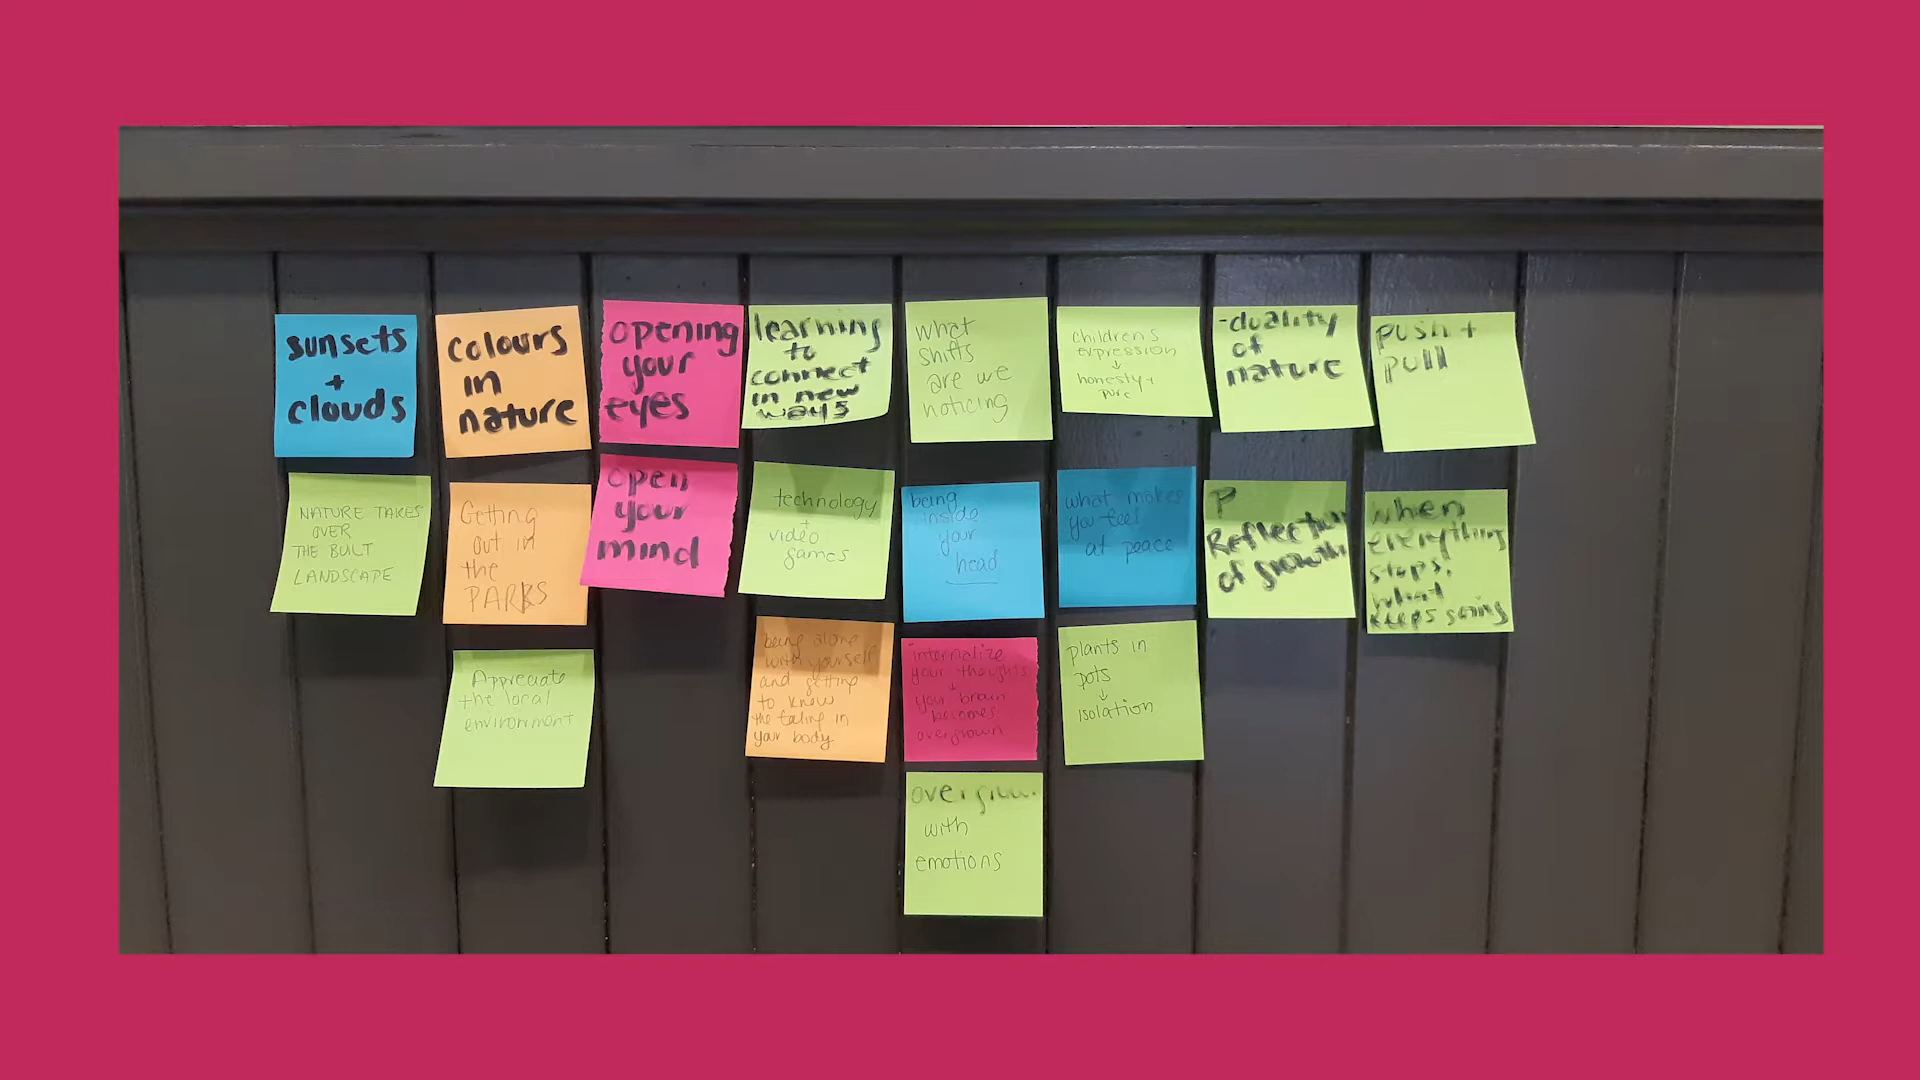 sunsets
+
clouds
colours
in
nature
opening
your
eyes
learning
to
connect
in new
ways
what
shifts
are we
noticing
children's
expression
↓
honesty +
pure
-duality
of
nature
push +
pull
NATURE TAKES
OVER
THE BUILT
LANDSCAPE
Getting
out in
the
PARKS
open
your
mind
technology
+
video
games
being
inside
your
head
what makes
you feel
at peace
P
Reflection
of growth
when
everything
stops!
what
keeps going
Appreciate
the local
environment
being alone
with yourself
and getting
to know
the feeling in
your body
internalize
your thoughts
↓
your brain
becomes
overgrown
plants in
pots
↓
isolation
with
emotions